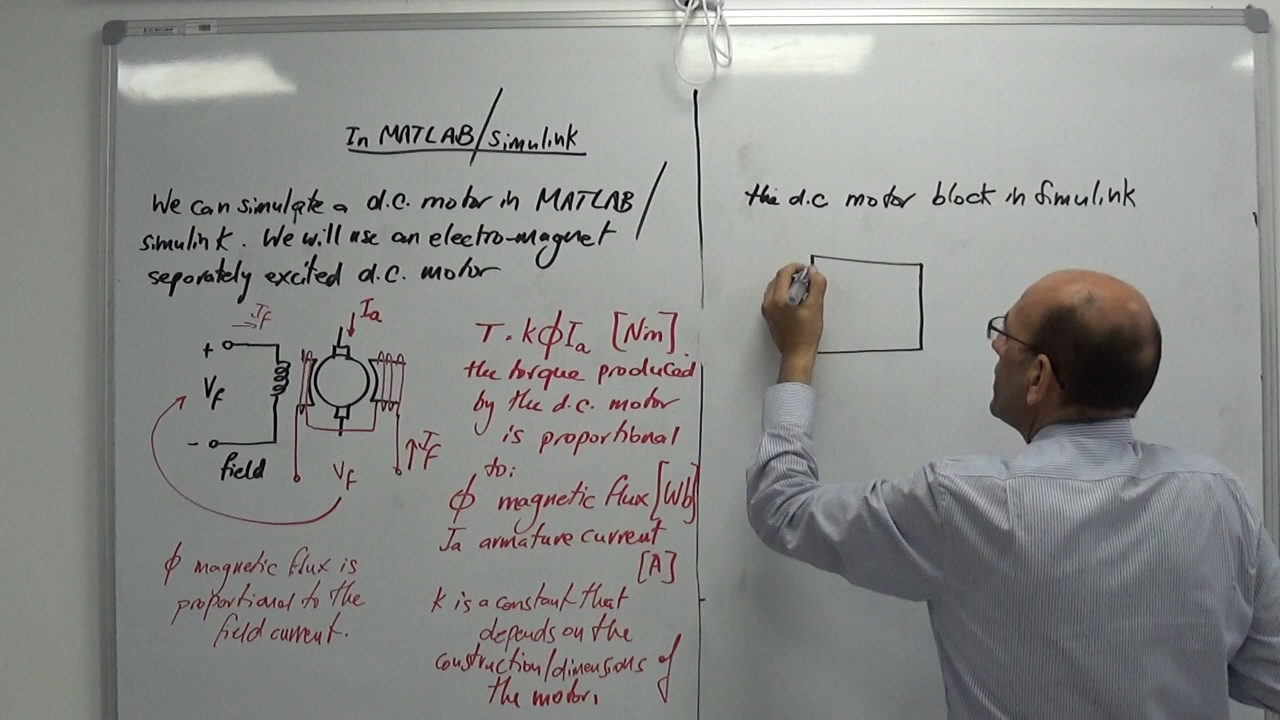 In MATLAB/Simulink
We can simulate a d.c. motor in MATLAB/
simulink. We will use an electro-magnet
separately excited d.c. motor
If
Ia
+
Vf
-
field
Vf
If
ϕ magnetic flux is
proportional to the
field current.
T = kϕIa [Nm]
the torque produced
by the d.c. motor
is proportional
to:
ϕ magnetic flux [Wb]
Ia armature current
[A]
k is a constant that
depends on the
construction/dimensions of
the motor.
the d.c motor block in Simulink